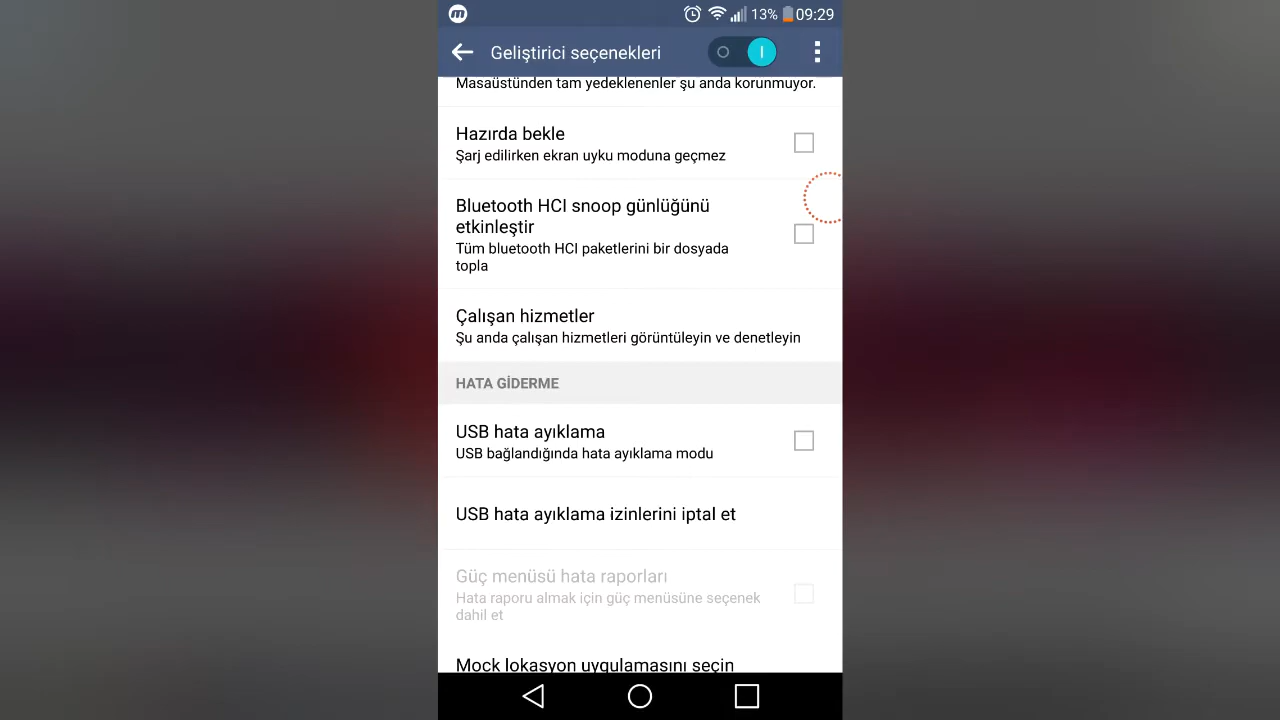 13% 09:29
Geliştirici seçenekleri
Masaüstünden tam yedeklenenler şu anda korunmuyor.
Hazırda bekle
Şarj edilirken ekran uyku moduna geçmez
Bluetooth HCI snoop günlüğünü
etkinleştir
Tüm bluetooth HCI paketlerini bir dosyada
topla
Çalışan hizmetler
Şu anda çalışan hizmetleri görüntüleyin ve denetleyin
HATA GİDERME
USB hata ayıklama
USB bağlandığında hata ayıklama modu
USB hata ayıklama izinlerini iptal et
Güç menüsü hata raporları
Hata raporu almak için güç menüsüne seçenek
dahil et
Mock lokasyon uygulamasını seçin